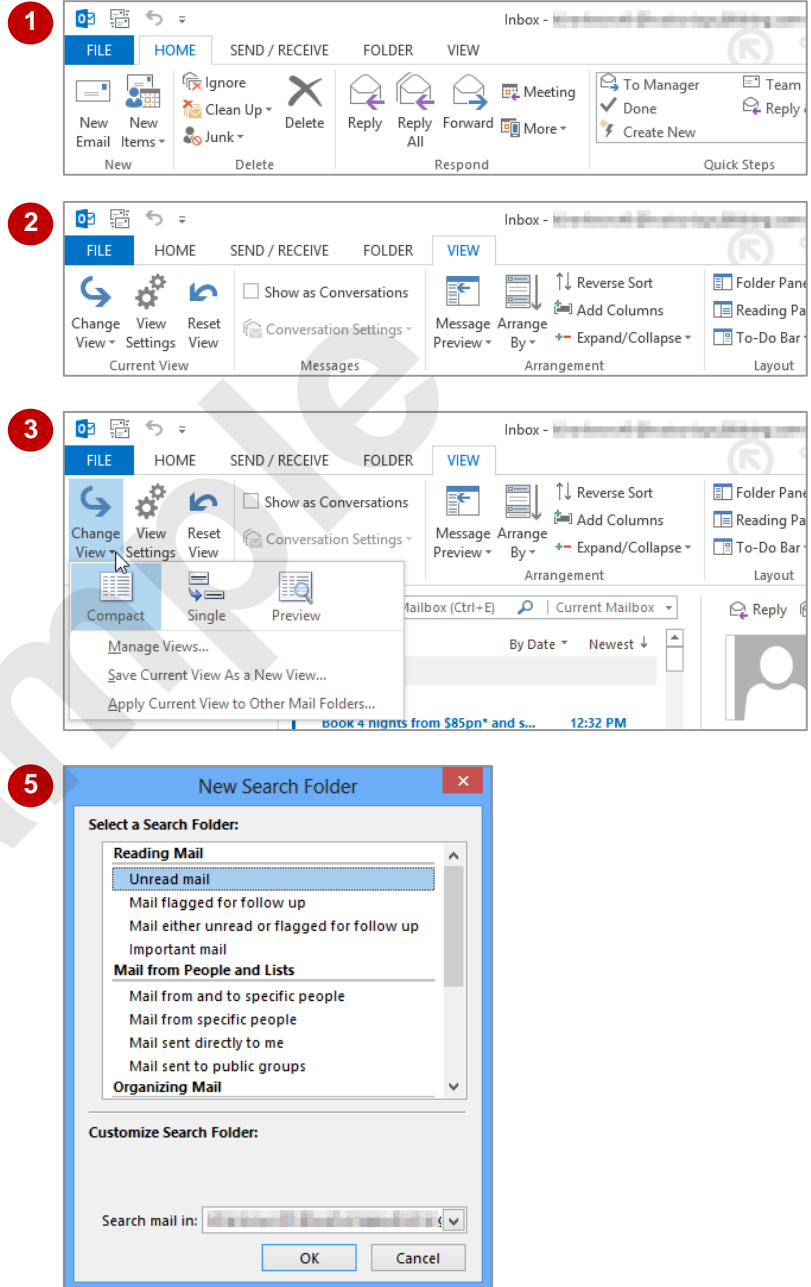 1
Inbox -
FILE HOME SEND / RECEIVE FOLDER VIEW
New Email
New Items
Ignore
Clean Up
Junk
Delete
Reply
Reply All
Forward
Meeting
More
To Manager
Done
Create New
Team
Reply
New Delete Respond Quick Steps
2
Inbox -
FILE HOME SEND / RECEIVE FOLDER VIEW
Change View
View Settings
Reset View
Show as Conversations
Conversation Settings
Message Preview
Arrange By
Reverse Sort
Add Columns
+− Expand/Collapse
Folder Pane
Reading Pa
To-Do Bar
Current View Messages Arrangement Layout
3
Inbox -
FILE HOME SEND / RECEIVE FOLDER VIEW
Change View
View Settings
Reset View
Show as Conversations
Conversation Settings
Message Preview
Arrange By
Reverse Sort
Add Columns
+− Expand/Collapse
Folder Pane
Reading Pa
To-Do Bar
Arrangement Layout
Compact Single Preview
Manage Views...
Save Current View As a New View...
Apply Current View to Other Mail Folders...
Mailbox (Ctrl+E) Current Mailbox
By Date Newest ↓
Reply
Book 4 nights from $85pn* and s... 12:32 PM
5
New Search Folder
Select a Search Folder:
Reading Mail
Unread mail
Mail flagged for follow up
Mail either unread or flagged for follow up
Important mail
Mail from People and Lists
Mail from and to specific people
Mail from specific people
Mail sent directly to me
Mail sent to public groups
Organizing Mail
Customize Search Folder:
Search mail in:
OK Cancel